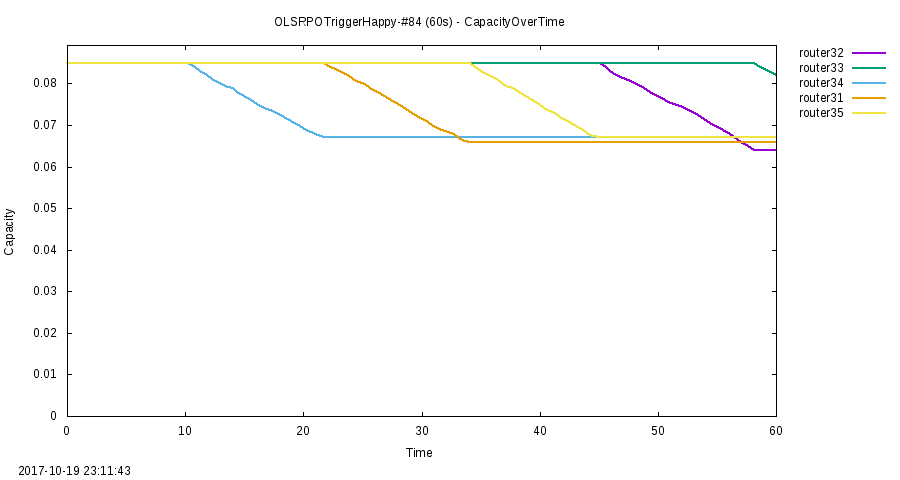 OLSRPOTriggerHappy-#84 (60s) - CapacityOverTime
router32
router33
router34
router31
router35
0.08
0.07
0.06
0.05
0.04
0.03
0.02
0.01
0
Capacity
0 10 20 30 40 50 60
Time
2017-10-19 23:11:43